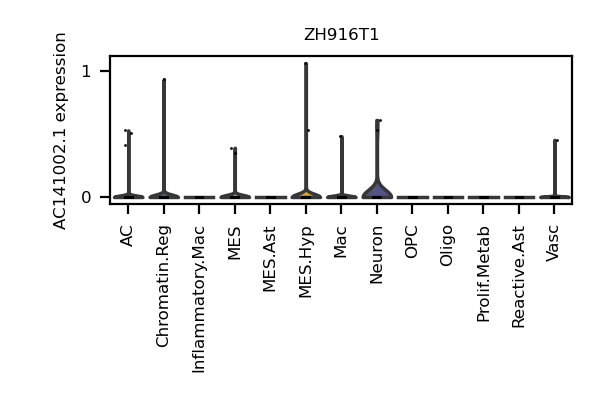 ZH916T1
AC141002.1 expression
1
0
AC
Chromatin.Reg
Inflammatory.Mac
MES
MES.Ast
MES.Hyp
Mac
Neuron
OPC
Oligo
Prolif.Metab
Reactive.Ast
Vasc